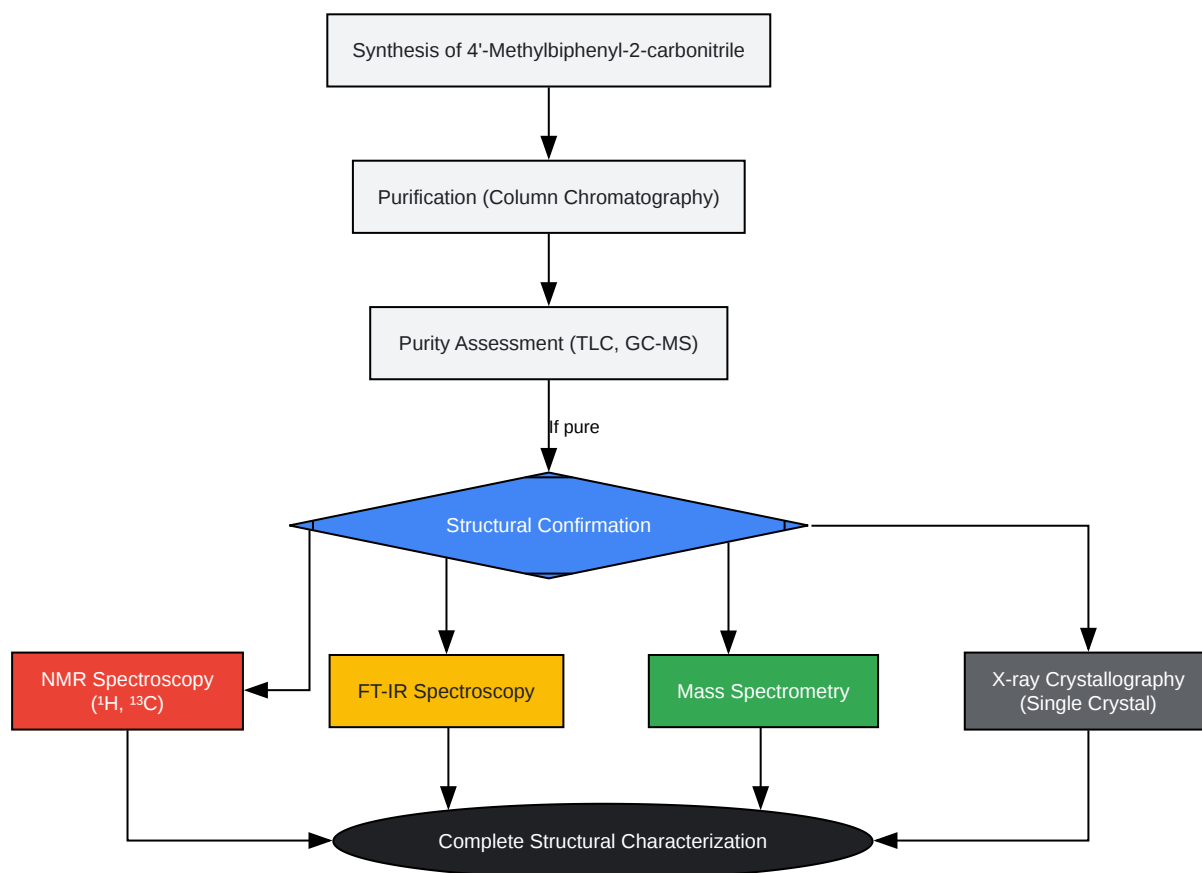 Synthesis of 4'-Methylbiphenyl-2-carbonitrile
Purification (Column Chromatography)
Purity Assessment (TLC, GC-MS)
If pure
Structural Confirmation
NMR Spectroscopy
(¹H, ¹³C)
FT-IR Spectroscopy
Mass Spectrometry
X-ray Crystallography
(Single Crystal)
Complete Structural Characterization